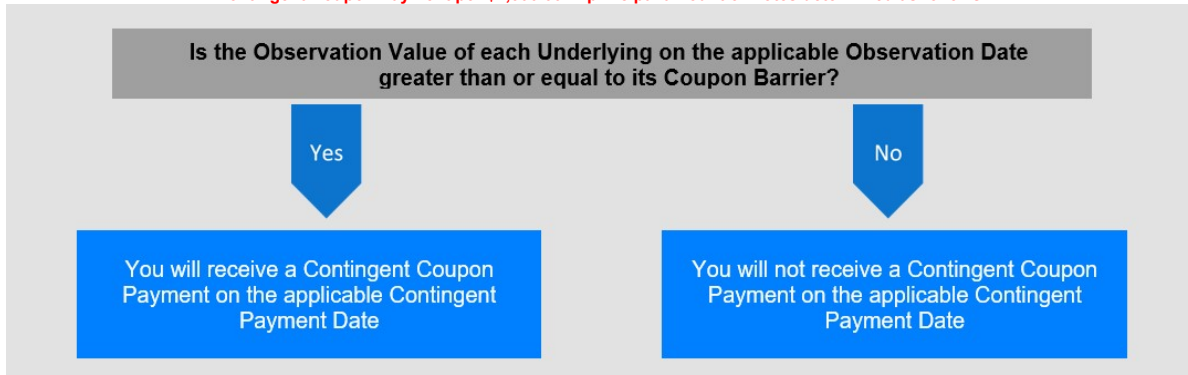 Is the Observation Value of each Underlying on the applicable Observation Date
greater than or equal to its Coupon Barrier?
Yes
No
You will receive a Contingent Coupon
Payment on the applicable Contingent
Payment Date
You will not receive a Contingent Coupon
Payment on the applicable Contingent
Payment Date